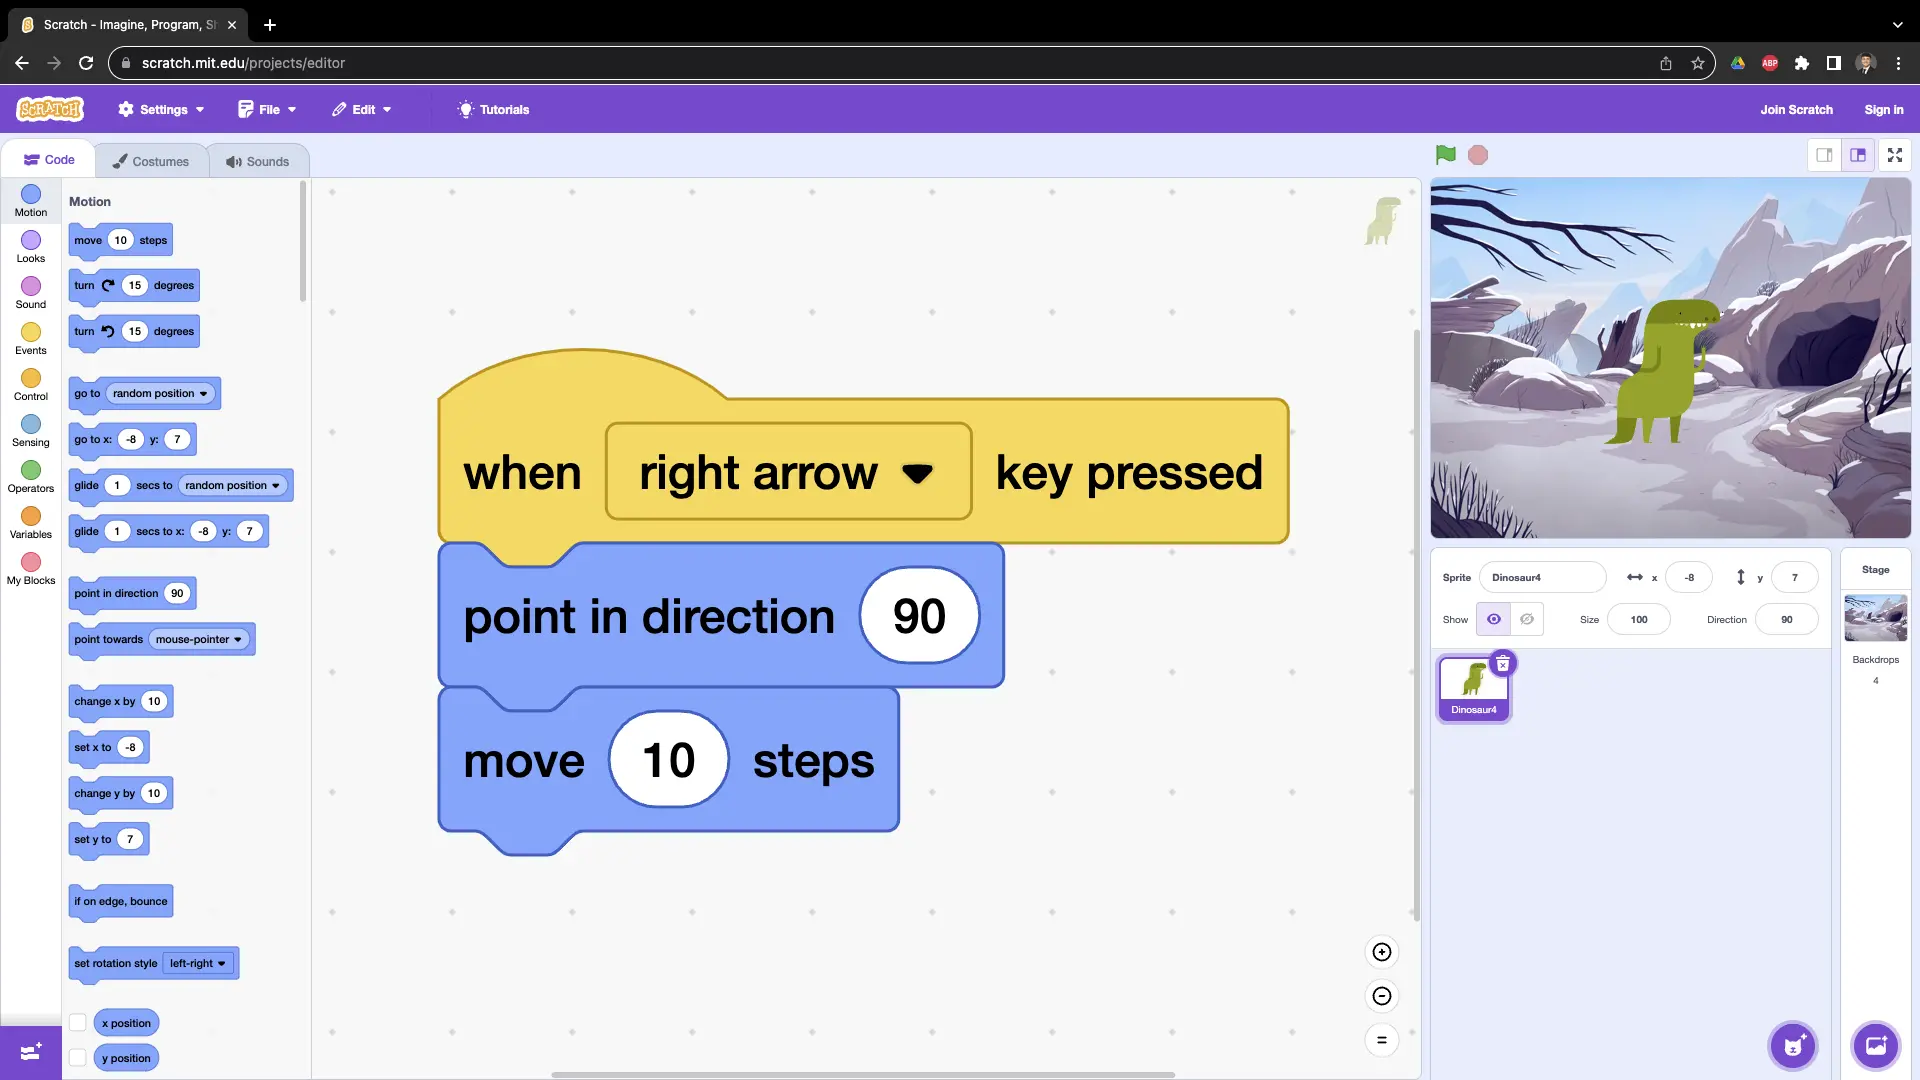 Scratch - Imagine, Program, Sh
scratch.mit.edu/projects/editor
ABP
SCRATCH
Settings
File
Edit
Tutorials
Join Scratch
Sign in
Code
Costumes
Sounds
Motion
Looks
Sound
Events
Control
Sensing
Operators
Variables
My Blocks
Motion
move 10 steps
turn 15 degrees
turn 15 degrees
go to random position
go to x: -8 y: 7
glide 1 secs to random position
glide 1 secs to x: -8 y: 7
point in direction 90
point towards mouse-pointer
change x by 10
set x to -8
change y by 10
set y to 7
if on edge, bounce
set rotation style left-right
x position
y position
when right arrow key pressed
point in direction 90
move 10 steps
Sprite Dinosaur4 x -8 y 7
Show Size 100 Direction 90
Dinosaur4
Stage
Backdrops
4